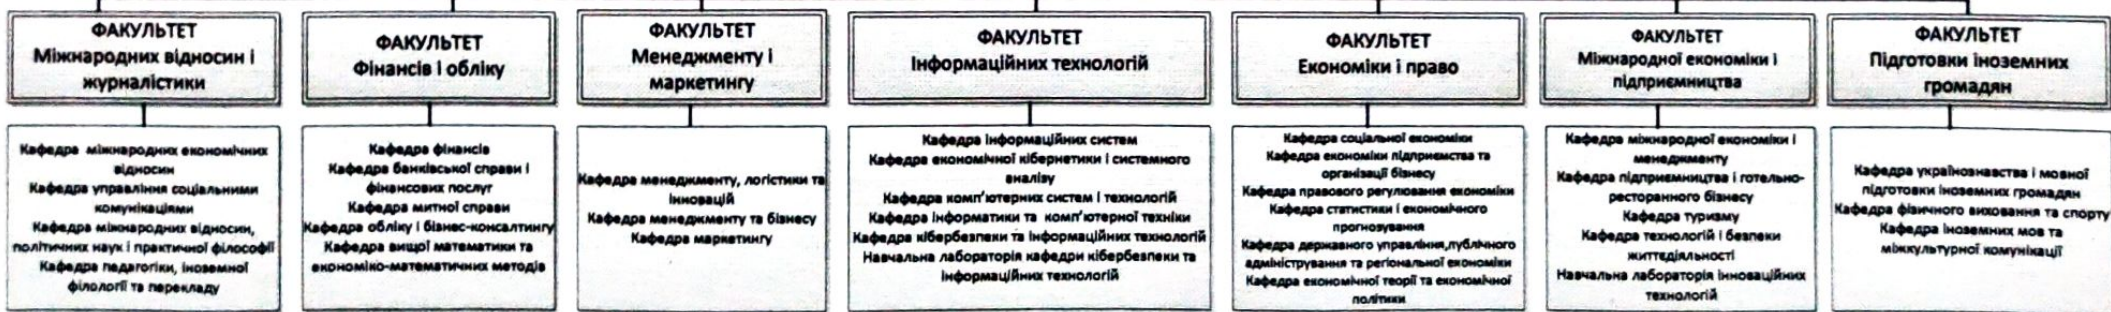 ФАКУЛЬТЕТ
Міжнародних відносин і
журналістики
Кафедра міжнародних економічних
відносин
Кафедра управління соціальними
комунікаціями
Кафедра міжнародних відносин,
політичних наук і практичної філософії
Кафедра педагогіки, іноземної
філології та перекладу
ФАКУЛЬТЕТ
Фінансів і обліку
Кафедра фінансів
Кафедра банківської справи і
фінансових послуг
Кафедра митної справи
Кафедра обліку і бізнес-консалтингу
Кафедра вищої математики та
економіко-математичних методів
ФАКУЛЬТЕТ
Менеджменту і
маркетингу
Кафедра менеджменту, логістики та
інновацій
Кафедра менеджменту та бізнесу
Кафедра маркетингу
ФАКУЛЬТЕТ
Інформаційних технологій
Кафедра інформаційних систем
Кафедра економічної кібернетики і системного
аналізу
Кафедра комп'ютерних систем і технологій
Кафедра інформатики та комп'ютерної техніки
Кафедра кібербезпеки та інформаційних технологій
Навчальна лабораторія кафедри кібербезпеки та
інформаційних технологій
ФАКУЛЬТЕТ
Економіки і право
Кафедра соціальної економіки
Кафедра економіки підприємства та
організації бізнесу
Кафедра правового регулювання економіки
Кафедра статистики і економічного
прогнозування
Кафедра державного управління,публічного
адміністрування та регіональної економіки
Кафедра економічної теорії та економічної
політики
ФАКУЛЬТЕТ
Міжнародної економіки і
підприємництва
Кафедра міжнародної економіки і
менеджменту
Кафедра підприємництва і готельно-
ресторанного бізнесу
Кафедра туризму
Кафедра технологій і безпеки
життєдіяльності
Навчальна лабораторія інноваційних
технологій
ФАКУЛЬТЕТ
Підготовки іноземних
громадян
Кафедра українознавства і мовної
підготовки іноземних громадян
Кафедра фізичного виховання та спорту
Кафедра іноземних мов та
міжкультурної комунікації